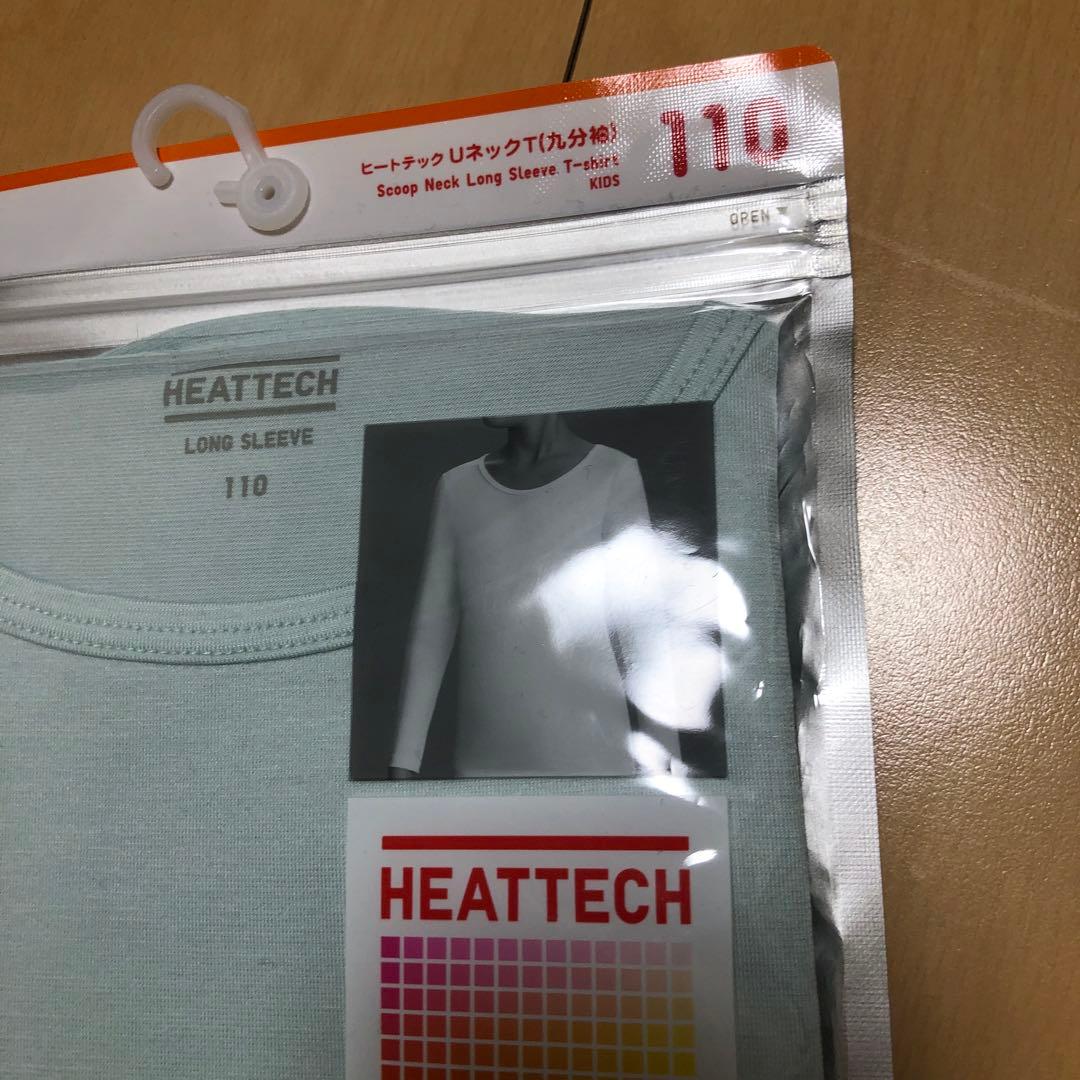 ヒートテック UネックT(九分袖)
Scoop Neck Long Sleeve T-shirt
KIDS
110
OPEN
HEATTECH
LONG SLEEVE
110
HEATTECH